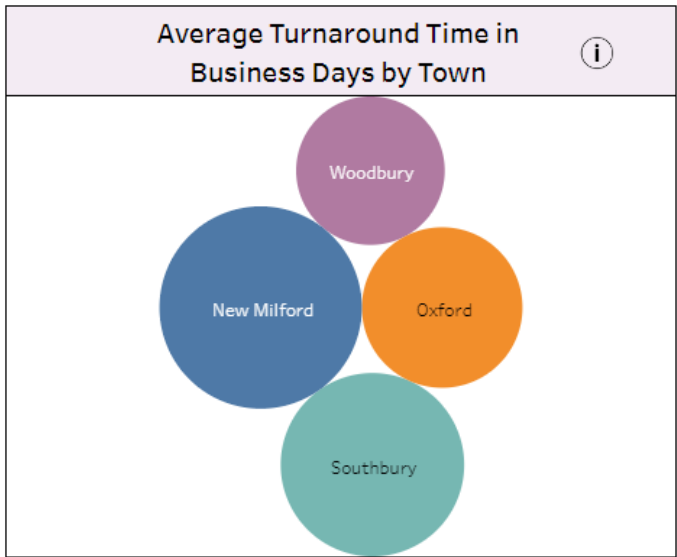 Average Turnaround Time in
Business Days by Town
i
Woodbury
New Milford
Oxford
Southbury